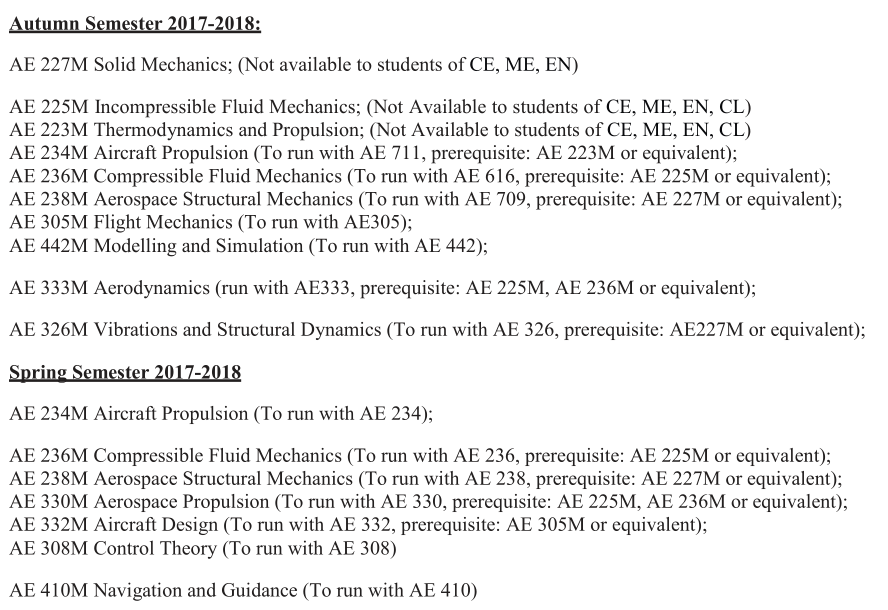 Autumn Semester 2017-2018:
AE 227M Solid Mechanics; (Not available to students of CE, ME, EN)
AE 225M Incompressible Fluid Mechanics; (Not Available to students of CE, ME, EN, CL)
AE 223M Thermodynamics and Propulsion; (Not Available to students of CE, ME, EN, CL)
AE 234M Aircraft Propulsion (To run with AE 711, prerequisite: AE 223M or equivalent);
AE 236M Compressible Fluid Mechanics (To run with AE 616, prerequisite: AE 225M or equivalent);
AE 238M Aerospace Structural Mechanics (To run with AE 709, prerequisite: AE 227M or equivalent);
AE 305M Flight Mechanics (To run with AE305);
AE 442M Modelling and Simulation (To run with AE 442);
AE 333M Aerodynamics (run with AE333, prerequisite: AE 225M, AE 236M or equivalent);
AE 326M Vibrations and Structural Dynamics (To run with AE 326, prerequisite: AE227M or equivalent);
Spring Semester 2017-2018
AE 234M Aircraft Propulsion (To run with AE 234);
AE 236M Compressible Fluid Mechanics (To run with AE 236, prerequisite: AE 225M or equivalent);
AE 238M Aerospace Structural Mechanics (To run with AE 238, prerequisite: AE 227M or equivalent);
AE 330M Aerospace Propulsion (To run with AE 330, prerequisite: AE 225M, AE 236M or equivalent);
AE 332M Aircraft Design (To run with AE 332, prerequisite: AE 305M or equivalent);
AE 308M Control Theory (To run with AE 308)
AE 410M Navigation and Guidance (To run with AE 410)